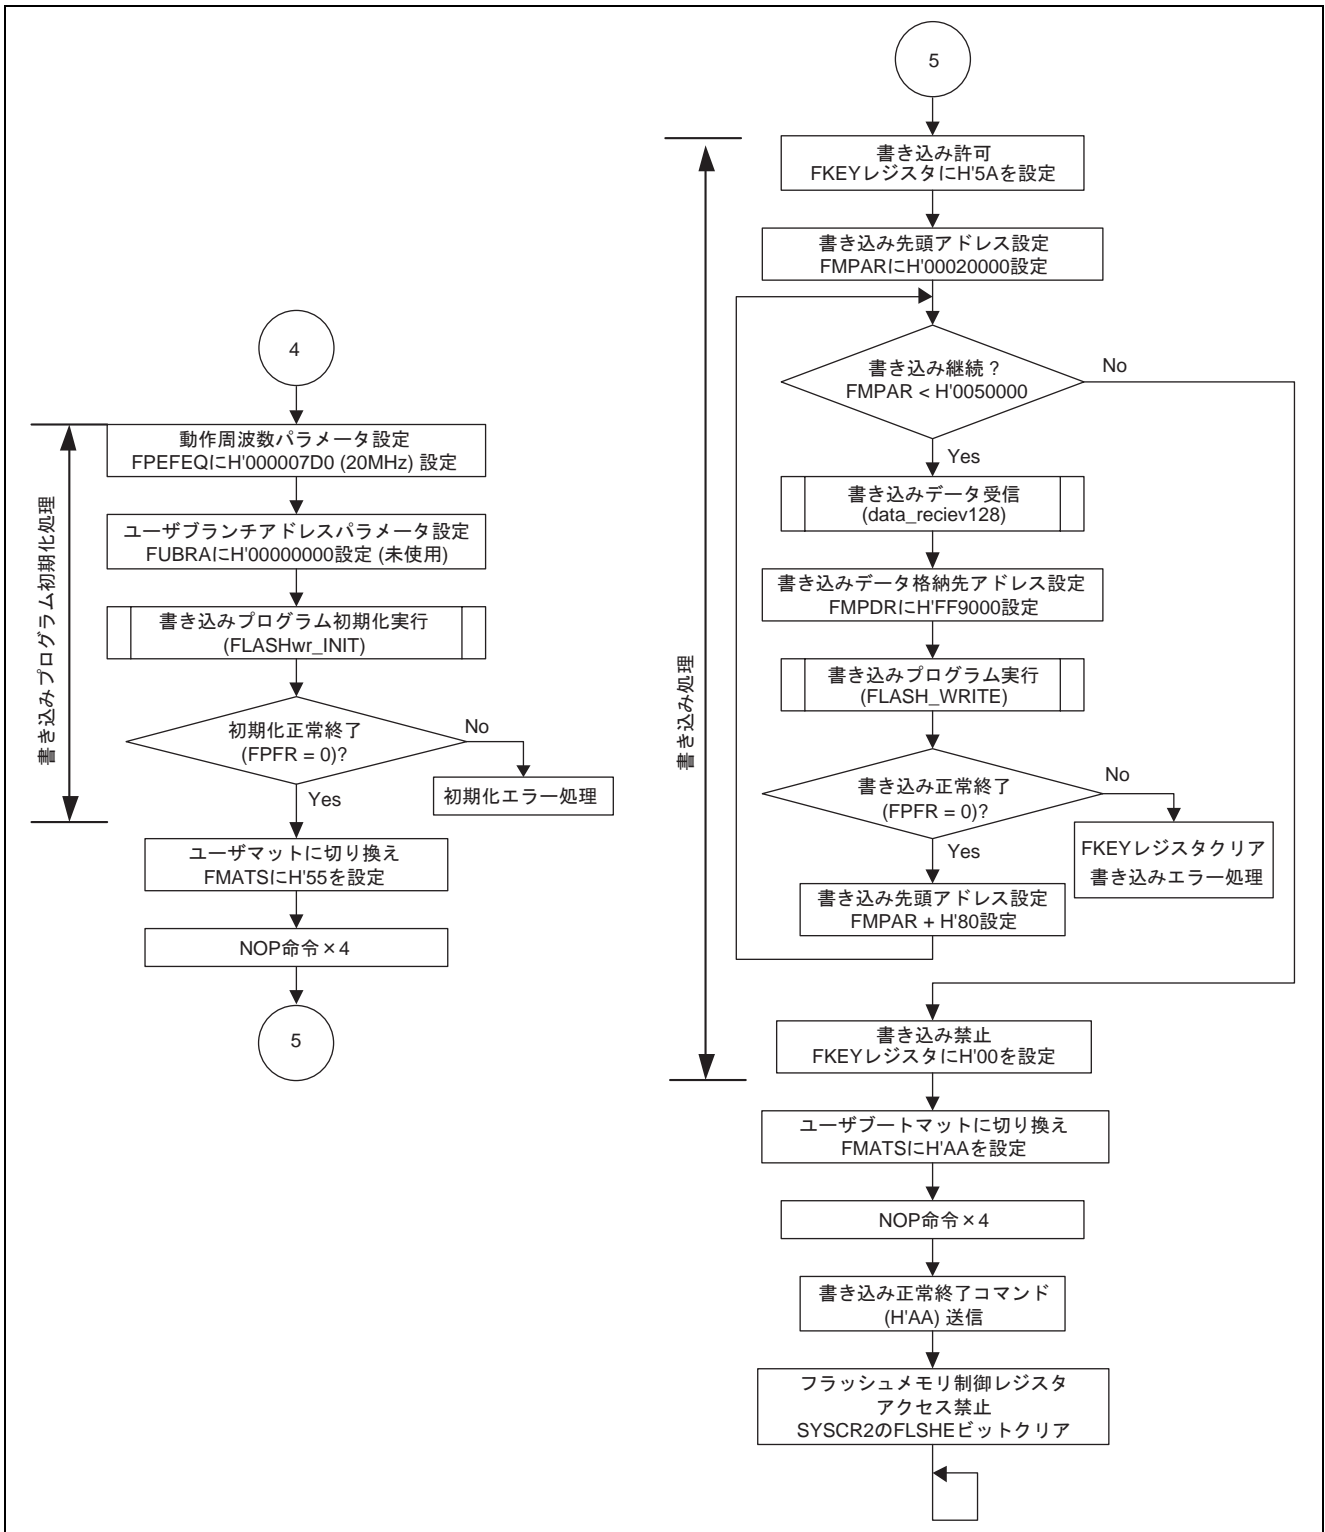 4
書き込みプログラム初期化処理
動作周波数パラメータ設定
FPEFEQにH'000007D0 (20MHz) 設定
ユーザブランチアドレスパラメータ設定
FUBRAにH'00000000設定 (未使用)
書き込みプログラム初期化実行
(FLASHwr_INIT)
初期化正常終了
(FPFR = 0)?
No
初期化エラー処理
Yes
ユーザマットに切り換え
FMATSにH'55を設定
NOP命令×4
5
5
書き込み処理
書き込み許可
FKEYレジスタにH'5Aを設定
書き込み先頭アドレス設定
FMPARにH'00020000設定
書き込み継続?
FMPAR < H'0050000
No
Yes
書き込みデータ受信
(data_reciev128)
書き込みデータ格納先アドレス設定
FMPDRにH'FF9000設定
書き込みプログラム実行
(FLASH_WRITE)
書き込み正常終了
(FPFR = 0)?
No
FKEYレジスタクリア
書き込みエラー処理
Yes
書き込み先頭アドレス設定
FMPAR + H'80設定
書き込み禁止
FKEYレジスタにH'00を設定
ユーザブートマットに切り換え
FMATSにH'AAを設定
NOP命令×4
書き込み正常終了コマンド
(H'AA) 送信
フラッシュメモリ制御レジスタ
アクセス禁止
SYSCR2のFLSHEビットクリア